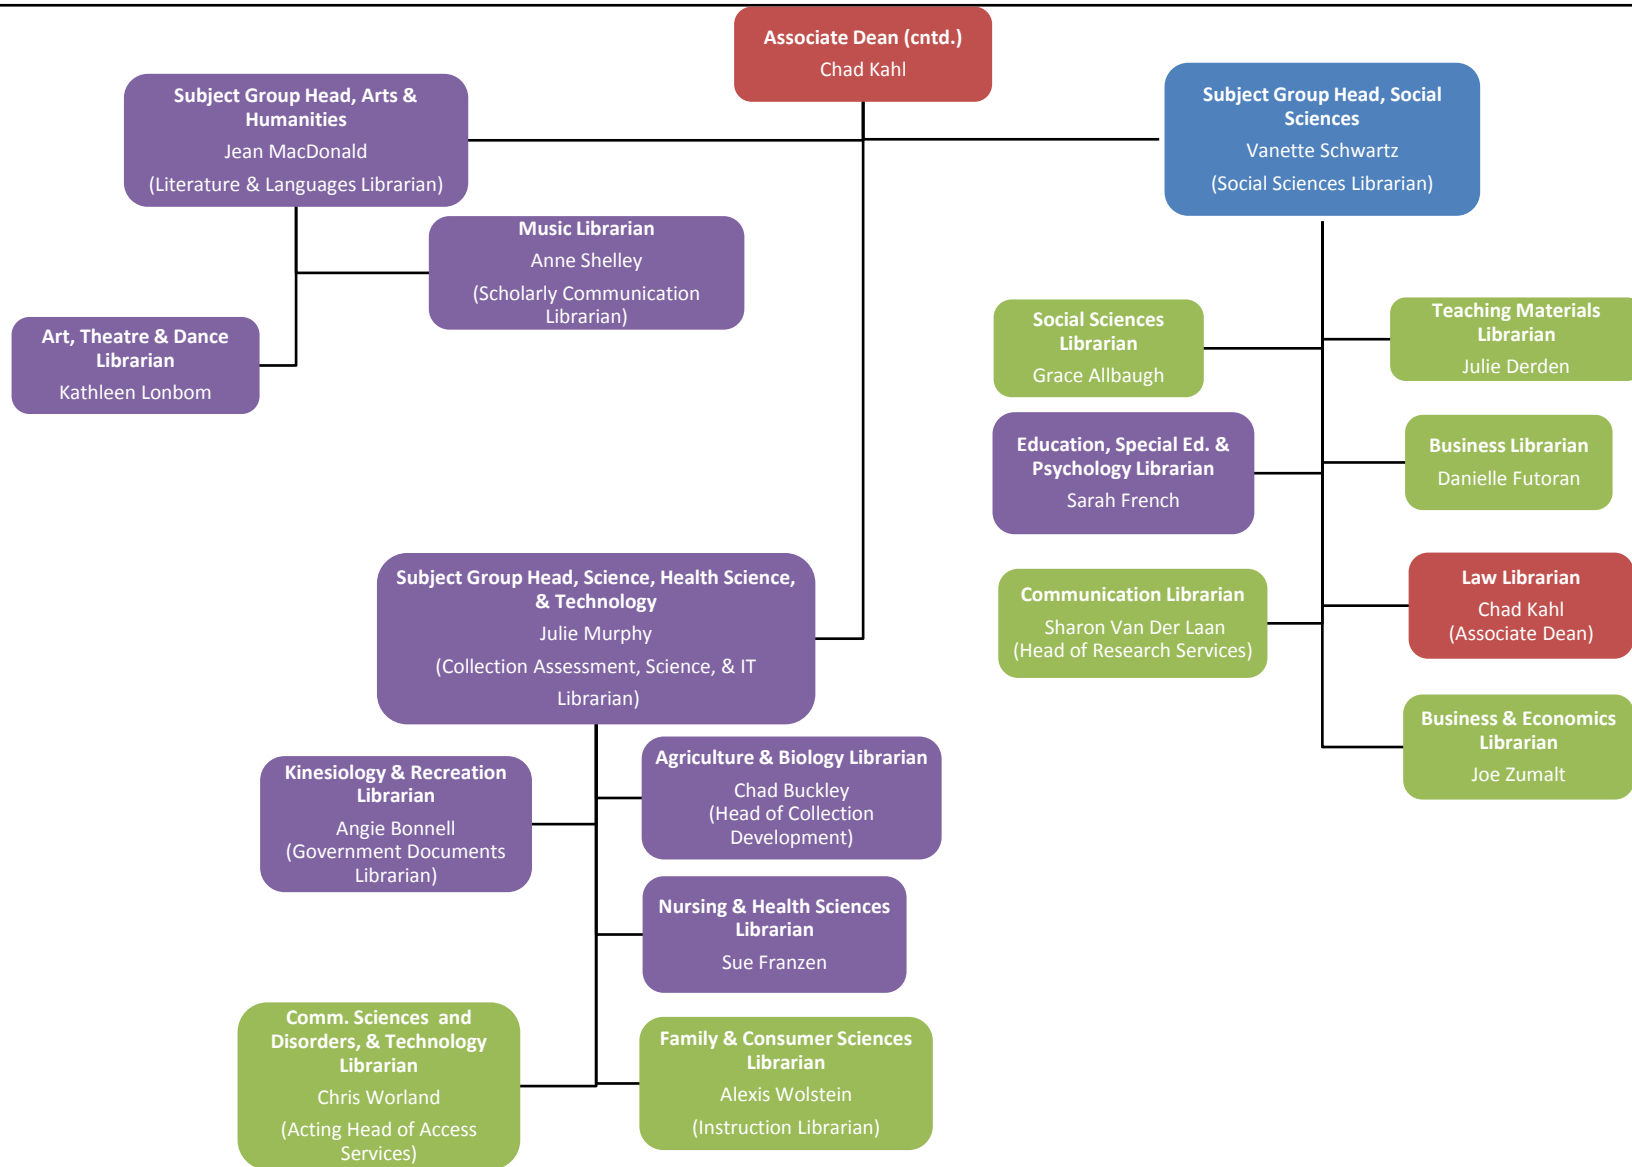 Associate Dean (cntd.)
Chad Kahl
Subject Group Head, Arts &
Humanities
Jean MacDonald
(Literature & Languages Librarian)
Subject Group Head, Social
Sciences
Vanette Schwartz
(Social Sciences Librarian)
Music Librarian
Anne Shelley
(Scholarly Communication
Librarian)
Art, Theatre & Dance
Librarian
Kathleen Lonbom
Social Sciences
Librarian
Grace Allbaugh
Teaching Materials
Librarian
Julie Derden
Education, Special Ed. &
Psychology Librarian
Sarah French
Business Librarian
Danielle Futoran
Communication Librarian
Sharon Van Der Laan
(Head of Research Services)
Law Librarian
Chad Kahl
(Associate Dean)
Business & Economics
Librarian
Joe Zumalt
Subject Group Head, Science, Health Science,
& Technology
Julie Murphy
(Collection Assessment, Science, & IT
Librarian)
Kinesiology & Recreation
Librarian
Angie Bonnell
(Government Documents
Librarian)
Agriculture & Biology Librarian
Chad Buckley
(Head of Collection
Development)
Nursing & Health Sciences
Librarian
Sue Franzen
Comm. Sciences  and
Disorders, & Technology
Librarian
Chris Worland
(Acting Head of Access
Services)
Family & Consumer Sciences
Librarian
Alexis Wolstein
(Instruction Librarian)